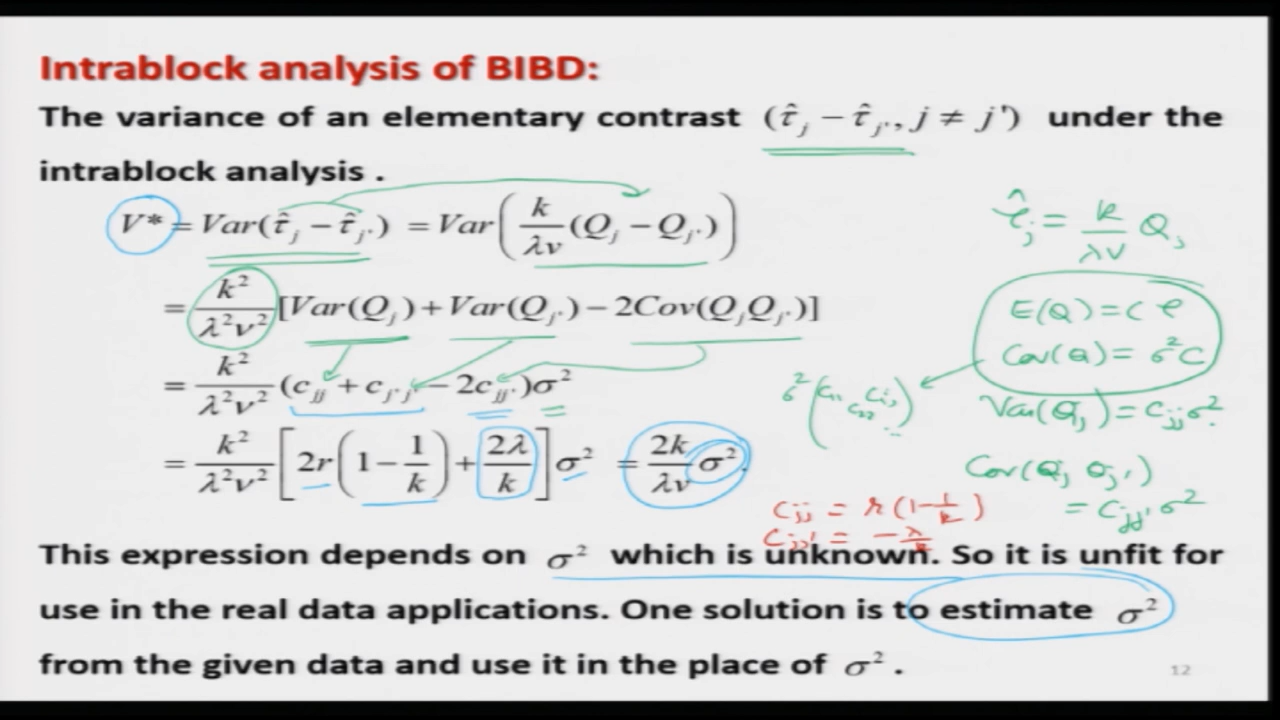 Intrablock analysis of BIBD:
The variance of an elementary contrast (τ̂_j − τ̂_j', j ≠ j') under the
intrablock analysis .
V* = Var(τ̂_j − τ̂_j') = Var(k/λv (Q_j − Q_j'))
τ̂_j = k/λv Q_j
= k²/λ²v² [Var(Q_j) + Var(Q_j') − 2Cov(Q_jQ_j')]
E(Q) = C τ
Cov(Q) = σ²C
= k²/λ²v² (c_jj + c_j'j' − 2c_jj')σ²
σ²(c₁₁ c_ij
c₂₂ ..)
Var(Q_j) = c_jj σ².
= k²/λ²v² [2r(1 − 1/k) + 2λ/k]σ² = 2k/λv σ².
Cov(Q_j Q_j')
= c_jj' σ²
c_jj = r(1 − 1/k)
c_jj' = −λ/k
This expression depends on σ² which is unknown. So it is unfit for
use in the real data applications. One solution is to estimate σ²
from the given data and use it in the place of σ² .
12